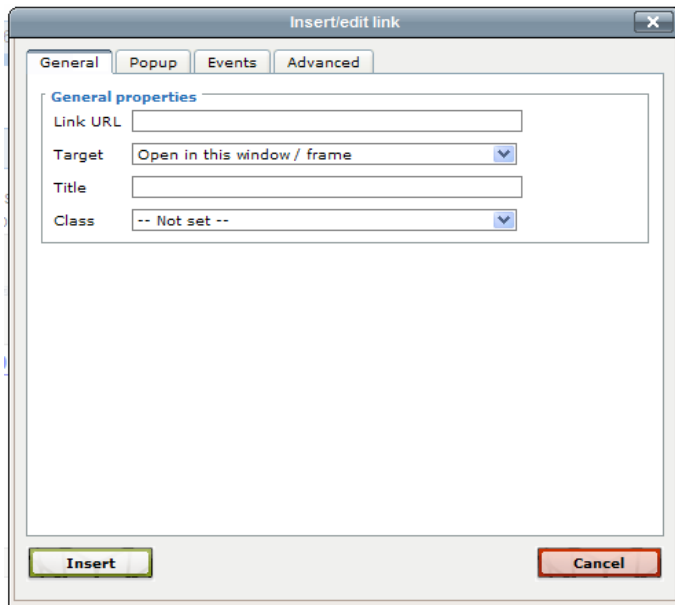 Insert/edit link
General Popup Events Advanced
General properties
Link URL
Target Open in this window / frame
Title
Class -- Not set --
Insert Cancel